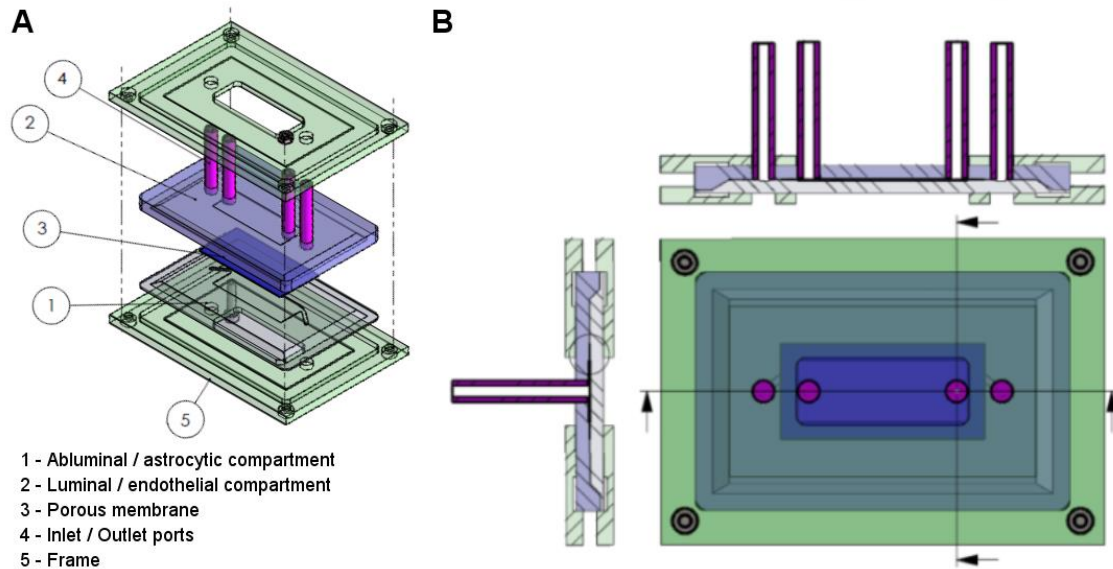 A
B
4
2
3
1
5
1 - Abluminal / astrocytic compartment
2 - Luminal / endothelial compartment
3 - Porous membrane
4 - Inlet / Outlet ports
5 - Frame